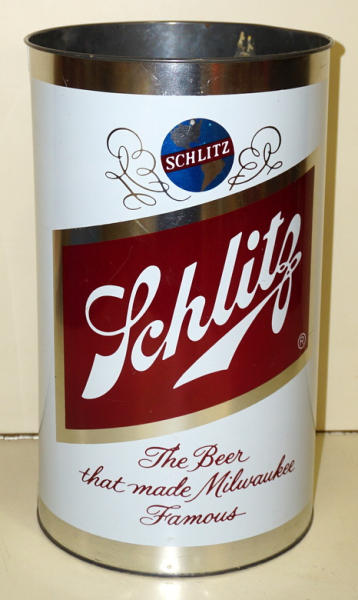 SCHLITZ
Schlitz
®
The Beer
that made Milwaukee
Famous